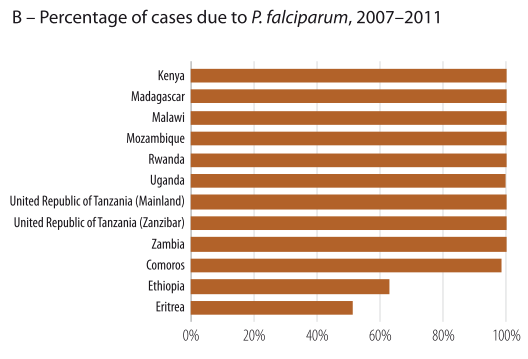 B – Percentage of cases due to P. falciparum, 2007–2011
Kenya
Madagascar
Malawi
Mozambique
Rwanda
Uganda
United Republic of Tanzania (Mainland)
United Republic of Tanzania (Zanzibar)
Zambia
Comoros
Ethiopia
Eritrea
0% 20% 40% 60% 80% 100%